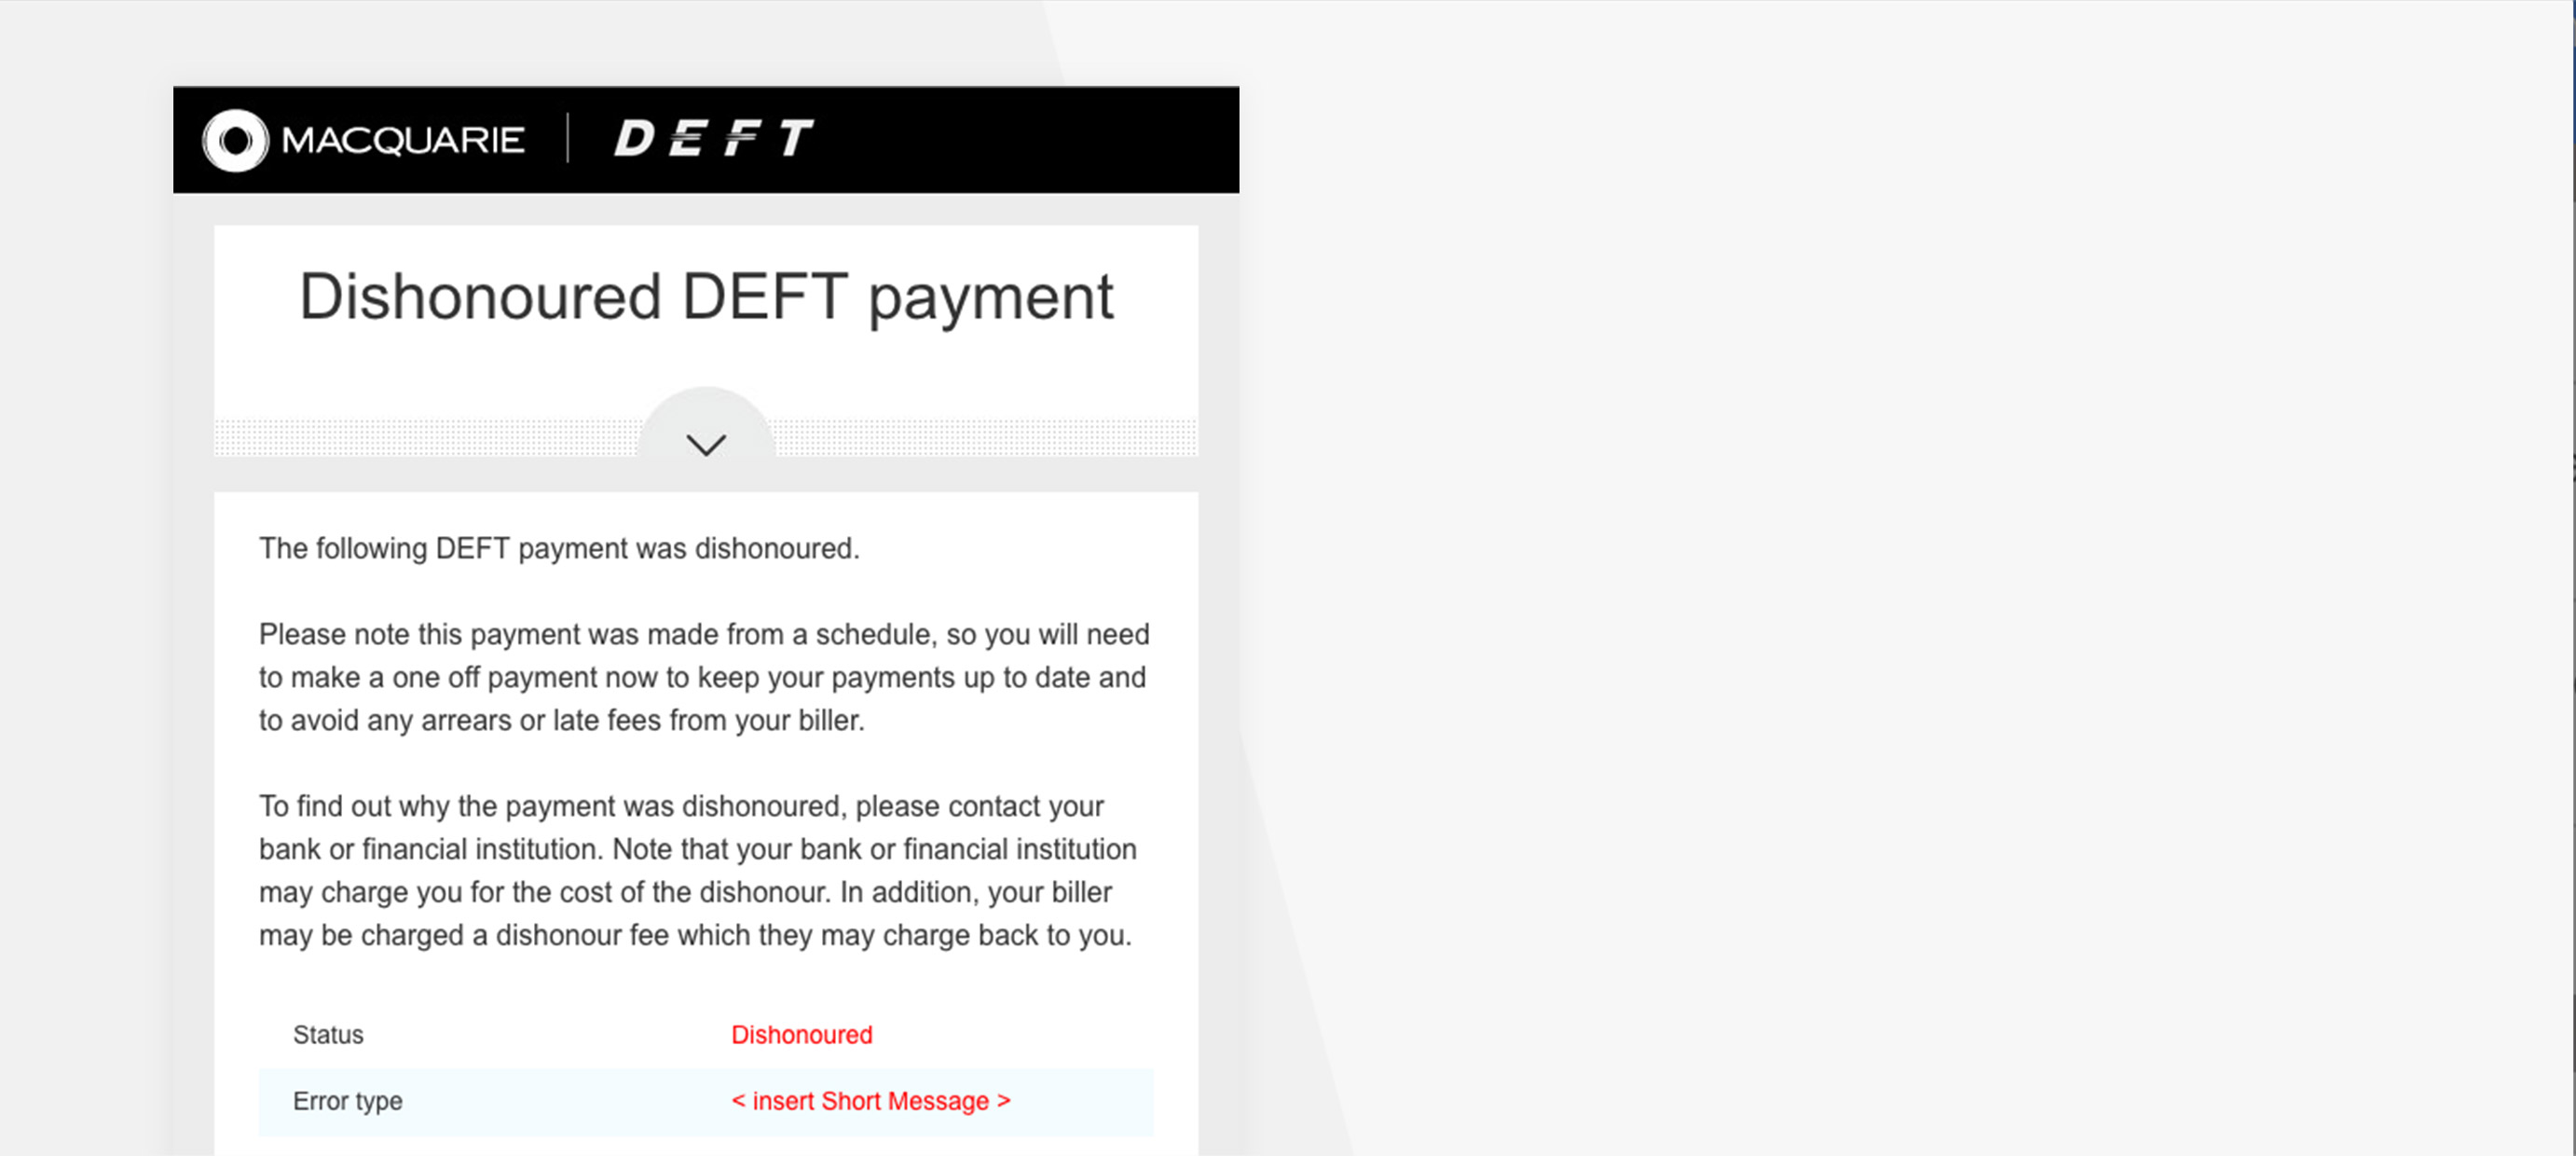 MACQUARIE DEFT
Dishonoured DEFT payment
The following DEFT payment was dishonoured.
Please note this payment was made from a schedule, so you will need
to make a one off payment now to keep your payments up to date and
to avoid any arrears or late fees from your biller.
To find out why the payment was dishonoured, please contact your
bank or financial institution. Note that your bank or financial institution
may charge you for the cost of the dishonour. In addition, your biller
may be charged a dishonour fee which they may charge back to you.
Status Dishonoured
Error type < insert Short Message >